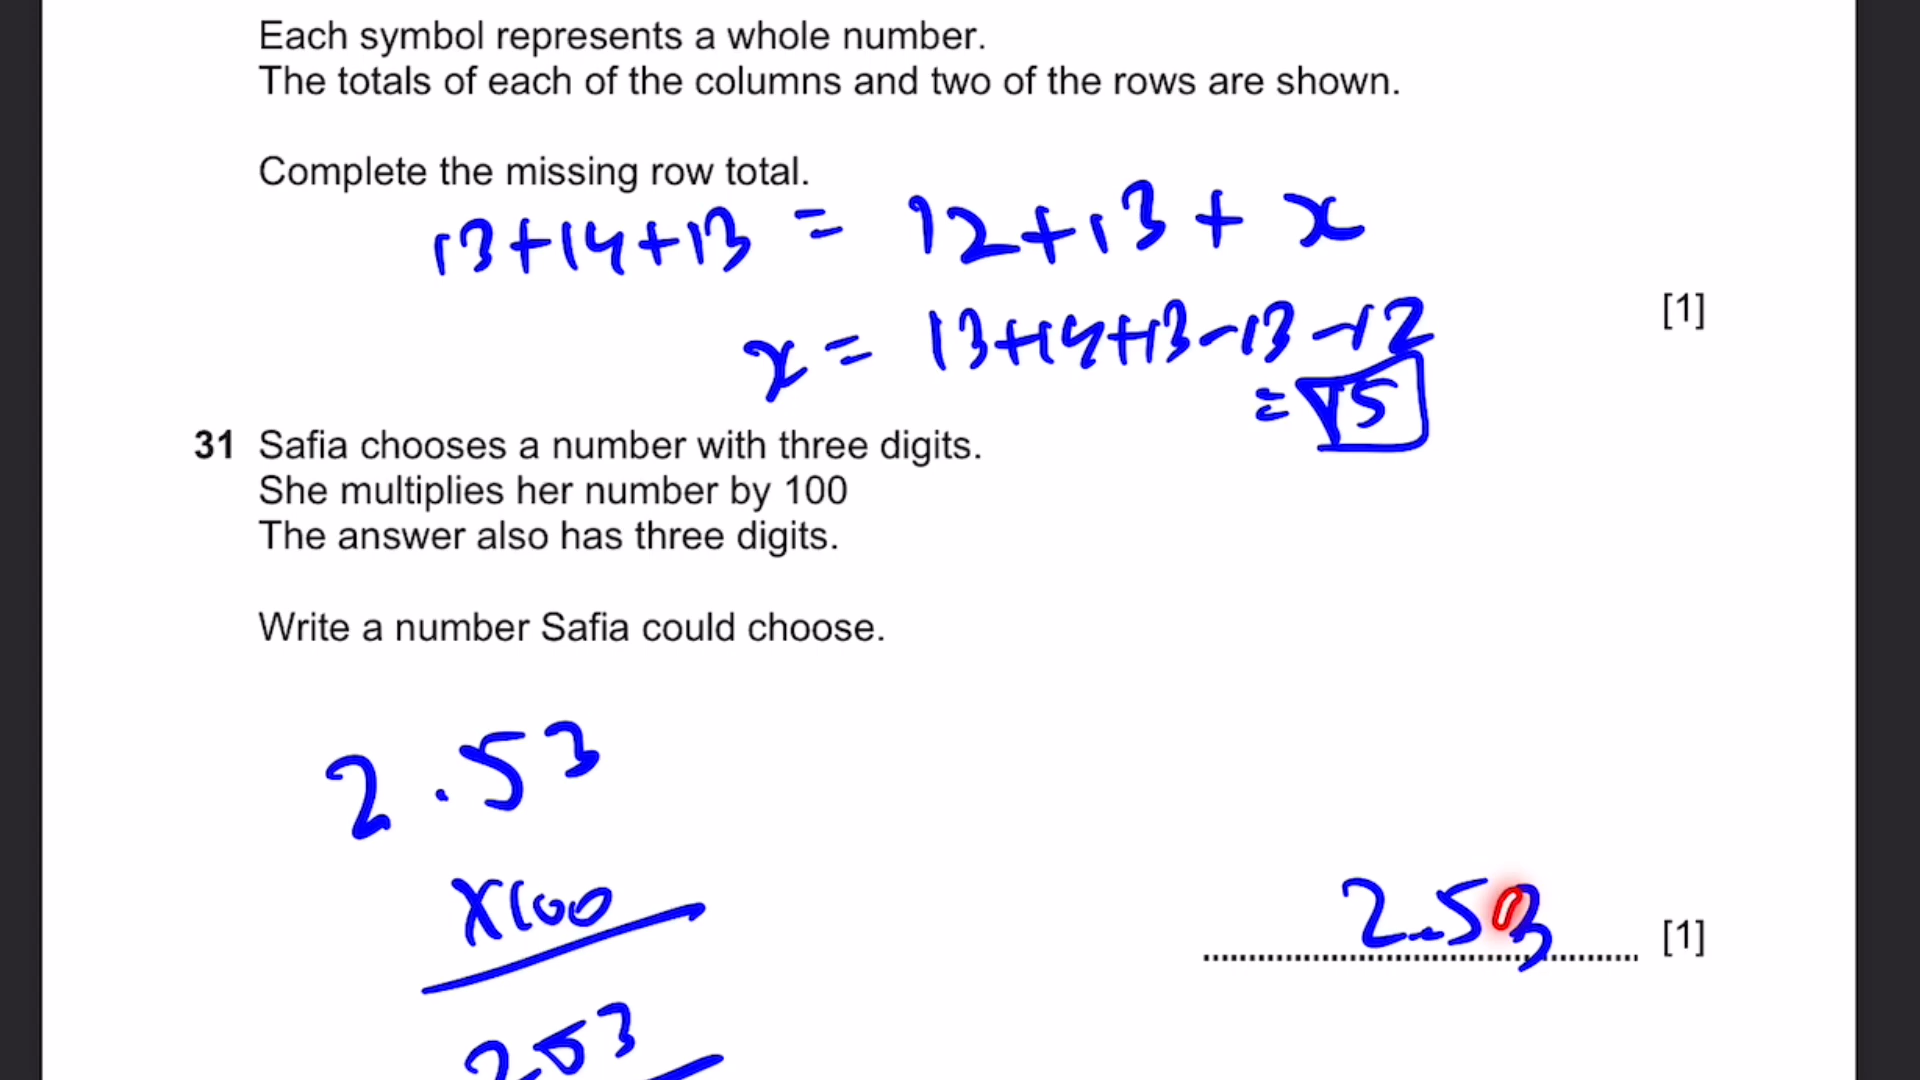 Each symbol represents a whole number.
The totals of each of the columns and two of the rows are shown.
Complete the missing row total.
13+14+13 = 12+13+x
[1]
x = 13+14+13-13-12
= 15
31 Safia chooses a number with three digits.
She multiplies her number by 100
The answer also has three digits.
Write a number Safia could choose.
2.53
x100
2.53 [1]
253